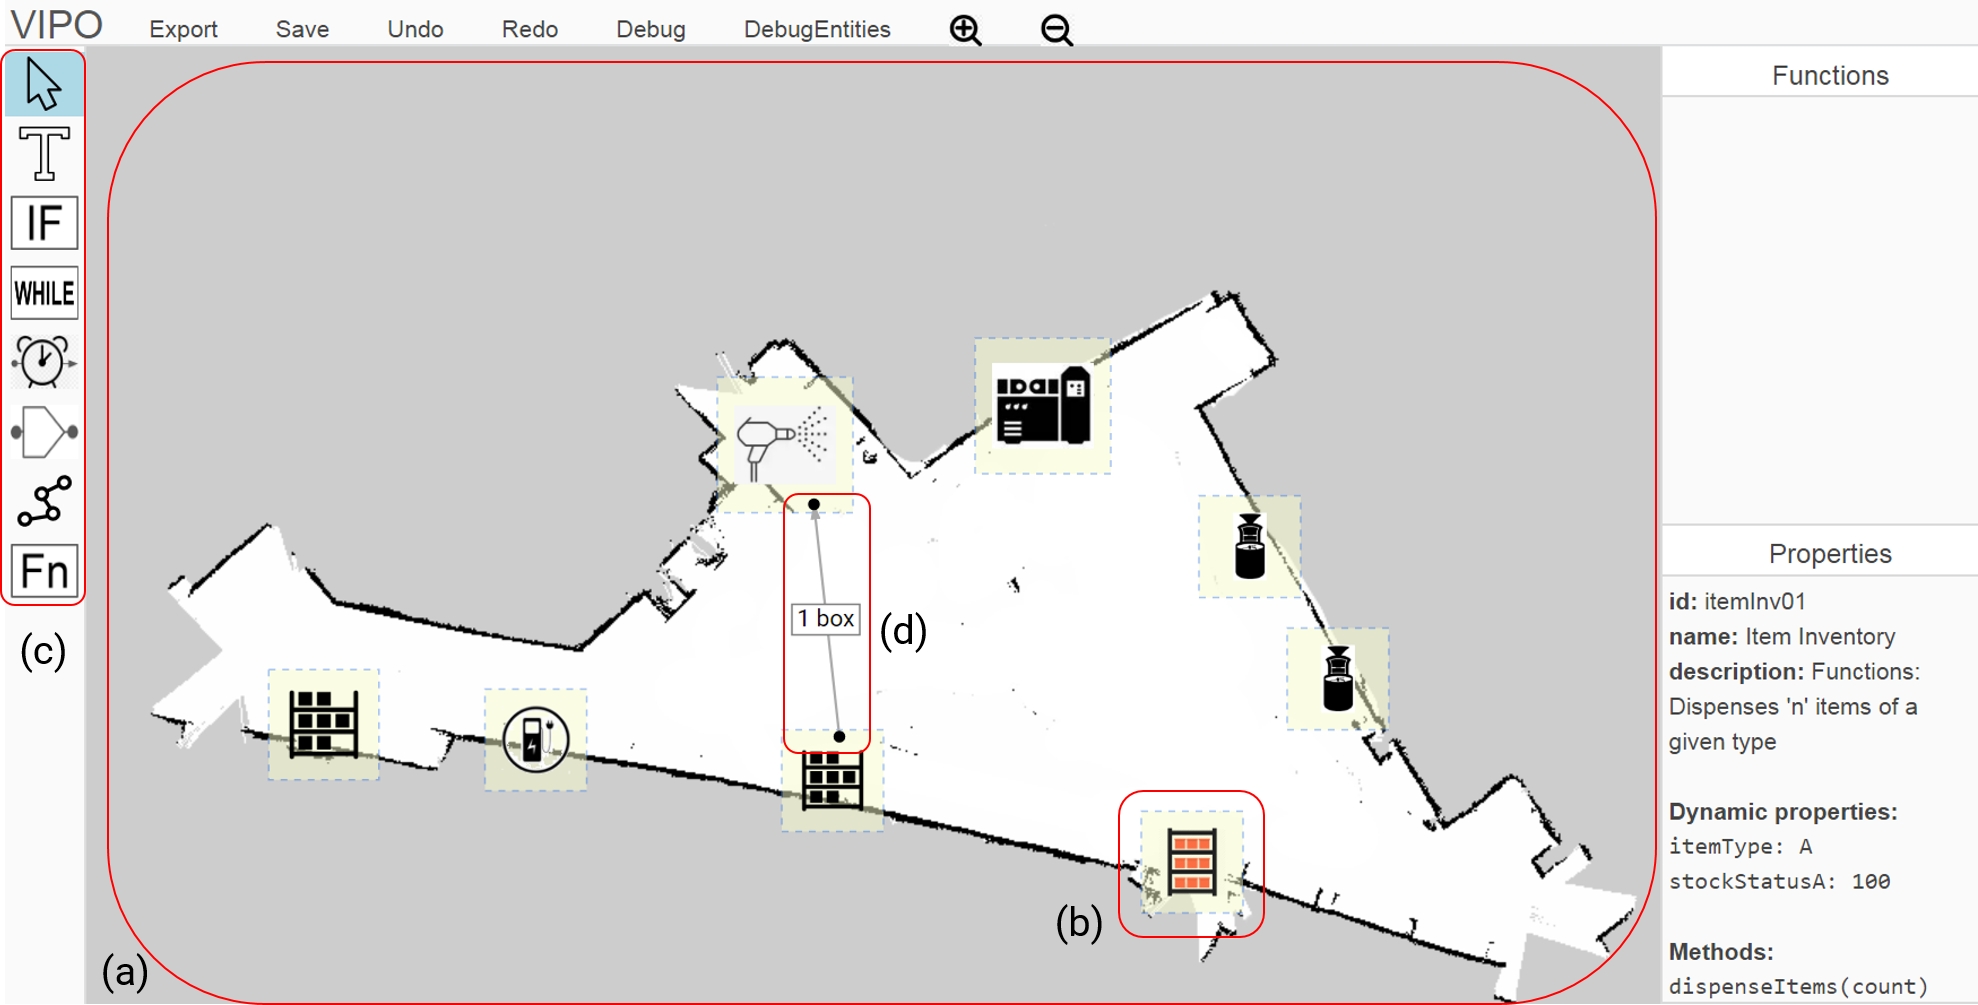 VIPO Export Save Undo Redo Debug DebugEntities
Functions
T
IF
WHILE
Fn
(c)
1 box
(d)
(b)
(a)
Properties
id: itemInv01
name: Item Inventory
description: Functions:
Dispenses 'n' items of a
given type
Dynamic properties:
itemType: A
stockStatusA: 100
Methods:
dispenseItems(count)